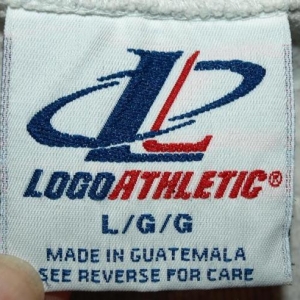 LOGOATHLETIC®
L/G/G
MADE IN GUATEMALA
SEE REVERSE FOR CARE